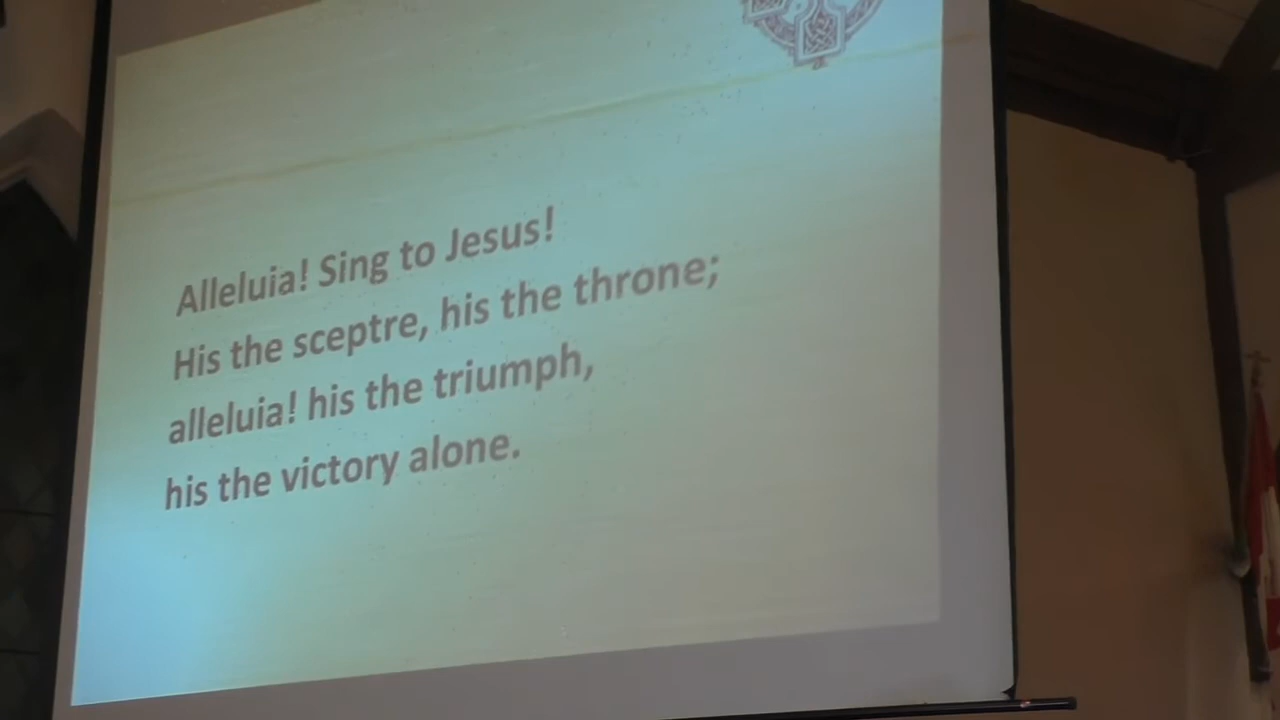 Alleluia! Sing to Jesus!
His the sceptre, his the throne;
alleluia! his the triumph,
his the victory alone.